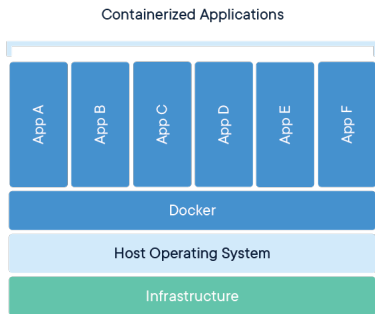 Containerized Applications
App A
App B
App C
App D
App E
App F
Docker
Host Operating System
Infrastructure